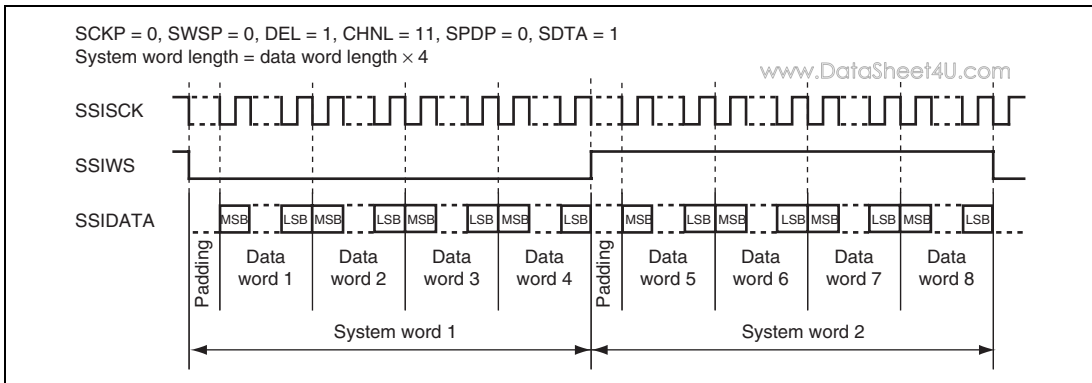 SCKP = 0, SWSP = 0, DEL = 1, CHNL = 11, SPDP = 0, SDTA = 1
System word length = data word length × 4
www.DataSheet4U.com
SSISCK
SSIWS
SSIDATA
MSB LSB MSB LSB MSB LSB MSB LSB MSB LSB MSB LSB MSB LSB MSB LSB
Padding
Data word 1
Data word 2
Data word 3
Data word 4
Padding
Data word 5
Data word 6
Data word 7
Data word 8
System word 1
System word 2